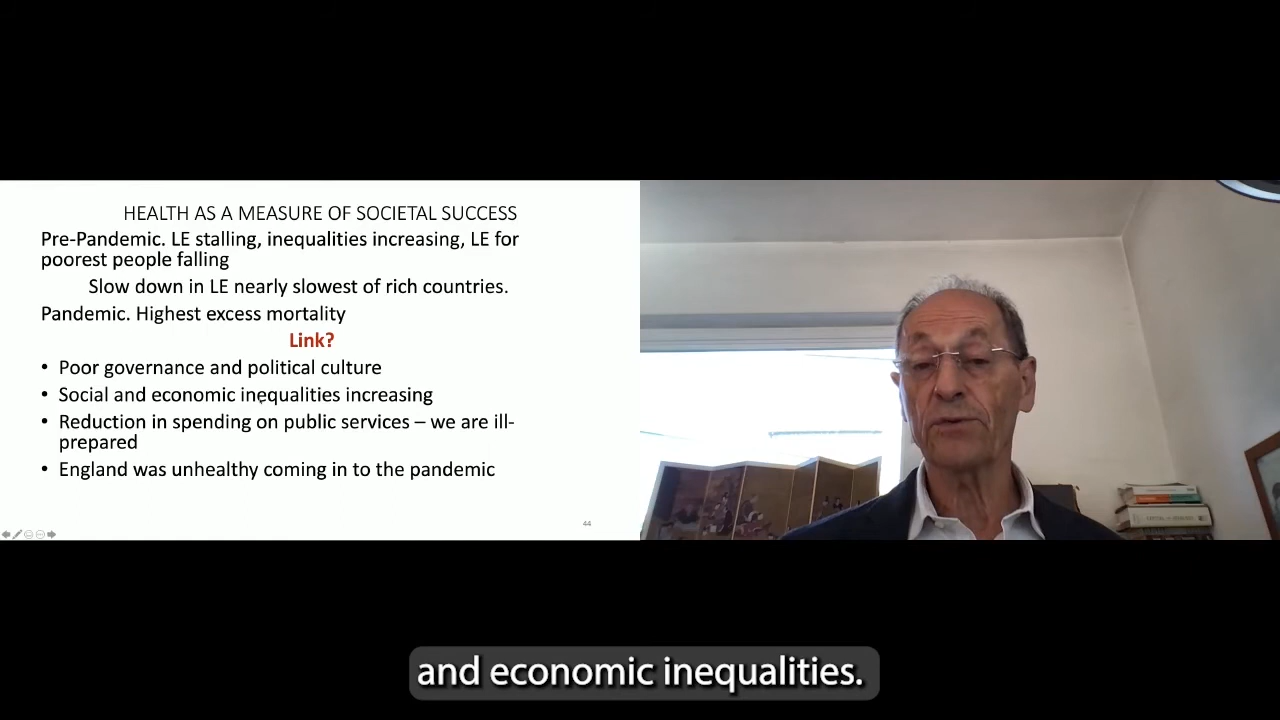 HEALTH AS A MEASURE OF SOCIETAL SUCCESS
Pre-Pandemic. LE stalling, inequalities increasing, LE for
poorest people falling
Slow down in LE nearly slowest of rich countries.
Pandemic. Highest excess mortality
Link?
• Poor governance and political culture
• Social and economic inequalities increasing
• Reduction in spending on public services – we are ill-
prepared
• England was unhealthy coming in to the pandemic
44
and economic inequalities.